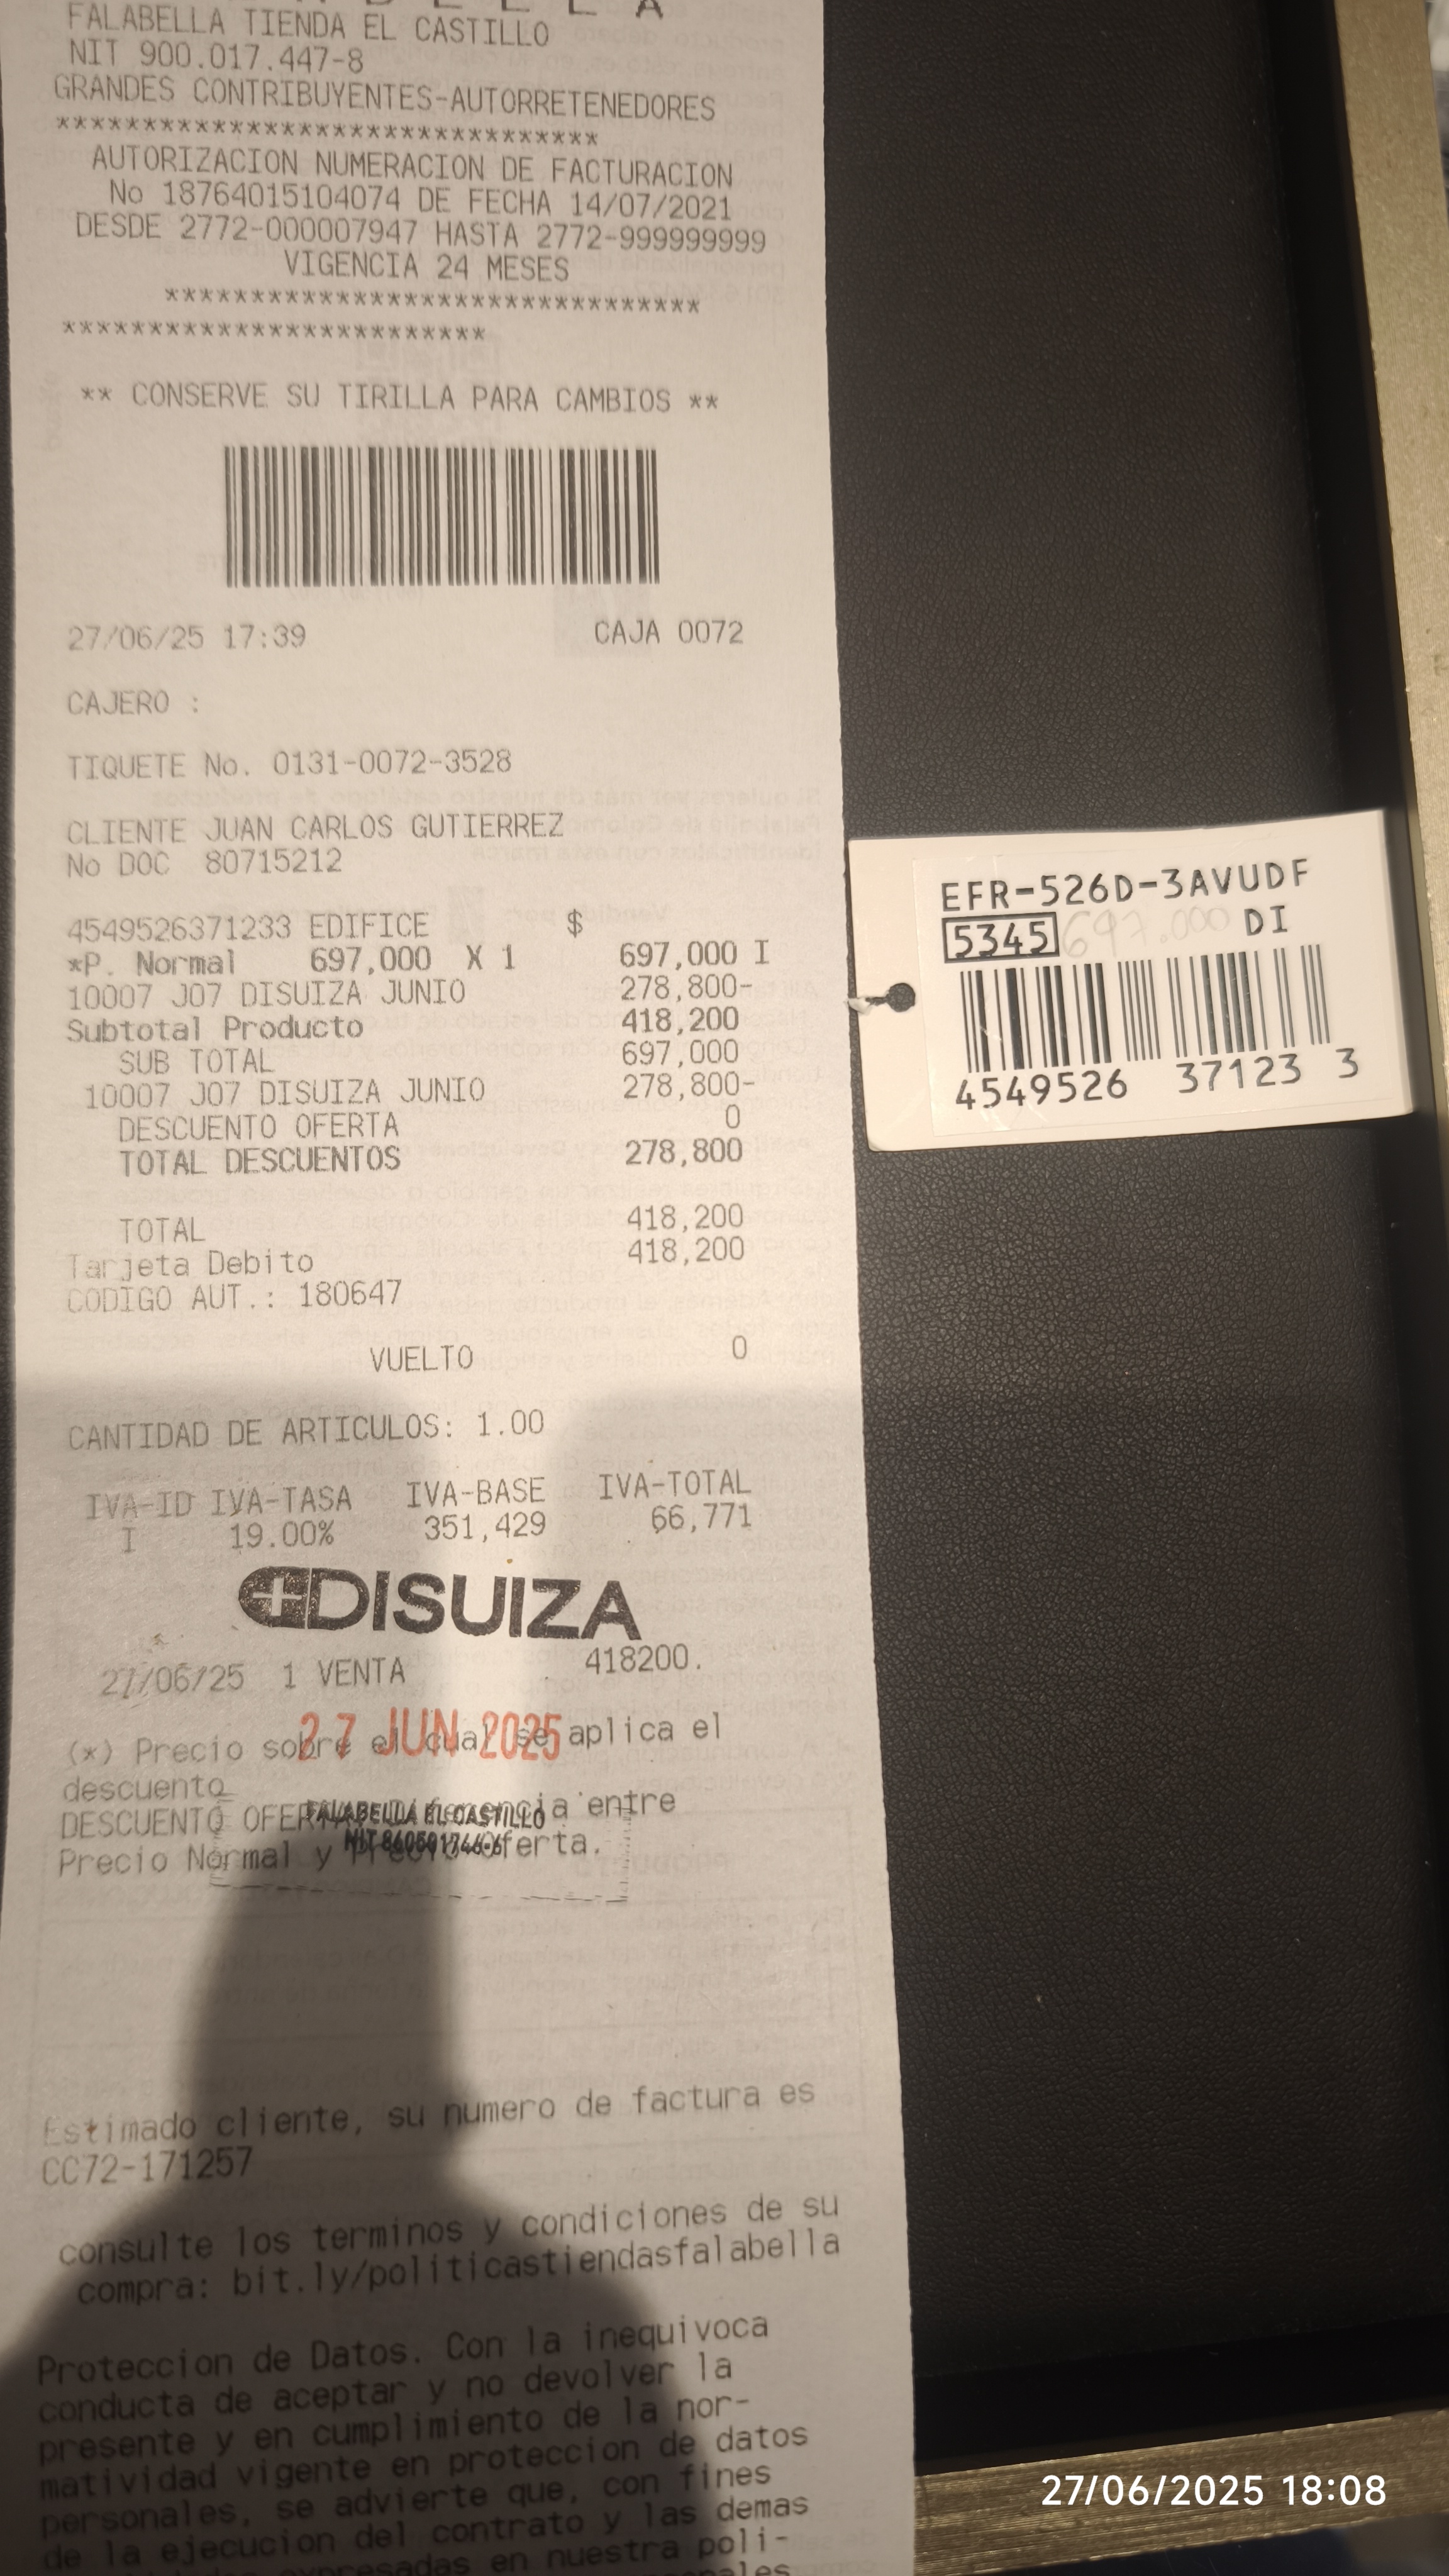 FALABELLA TIENDA EL CASTILLO
NIT 900.017.447-8
GRANDES CONTRIBUYENTES-AUTORRETENEDORES
********************************
AUTORIZACION NUMERACION DE FACTURACION
No 18764015104074 DE FECHA 14/07/2021
DESDE 2772-000007947 HASTA 2772-999999999
VIGENCIA 24 MESES
********************************
*************************
** CONSERVE SU TIRILLA PARA CAMBIOS **
27/06/25 17:39 CAJA 0072
CAJERO :
TIQUETE No. 0131-0072-3528
CLIENTE JUAN CARLOS GUTIERREZ
No DOC 80715212
4549526371233 EDIFICE $
*P. Normal 697,000 X 1 697,000 I
10007 J07 DISUIZA JUNIO 278,800-
Subtotal Producto 418,200
SUB TOTAL 697,000
10007 J07 DISUIZA JUNIO 278,800-
DESCUENTO OFERTA 0
TOTAL DESCUENTOS 278,800
TOTAL 418,200
Tarjeta Debito 418,200
CODIGO AUT.: 180647
VUELTO 0
CANTIDAD DE ARTICULOS: 1.00
IVA-ID IVA-TASA IVA-BASE IVA-TOTAL
I 19.00% 351,429 66,771
DISUIZA
27/06/25 1 VENTA 418200.
27 JUN 2025
(*) Precio sobre el cual se aplica el
descuento
DESCUENTO OFERTA: Diferencia entre
Precio Normal y Precio Oferta.
FALABELLA EL CASTILLO
NIT 860501746-6
Estimado cliente, su numero de factura es
CC72-171257
consulte los terminos y condiciones de su
compra: bit.ly/politicastiendasfalabella
Proteccion de Datos. Con la inequivoca
conducta de aceptar y no devolver la
presente y en cumplimiento de la nor-
matividad vigente en proteccion de datos
personales, se advierte que, con fines
de la ejecucion del contrato y las demas
expresadas en nuestra poli-
EFR-526D-3AVUDF
5345 697.000 DI
4549526 37123 3
27/06/2025 18:08